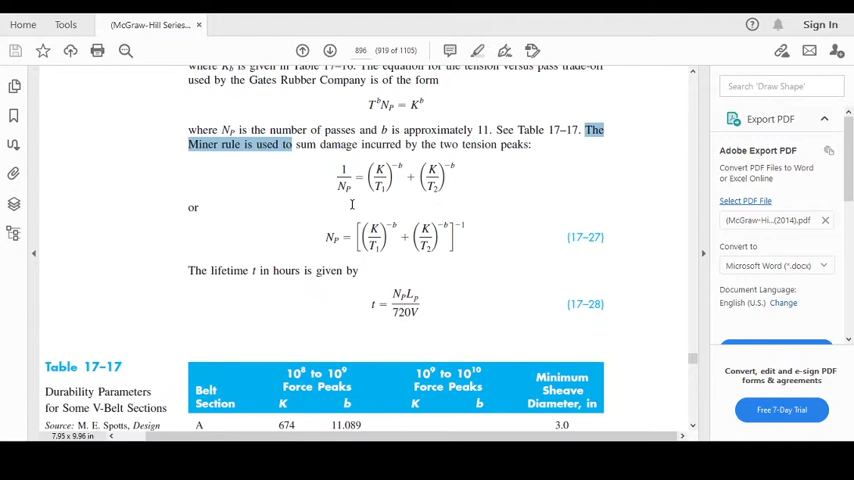 Home Tools (McGraw-Hill Series... × Sign In
896 (919 of 1105)
where Kb is given in Table 17–16. The equation for the tension versus pass trade-off
used by the Gates Rubber Company is of the form
T^b N_P = K^b
where N_P is the number of passes and b is approximately 11. See Table 17–17. The
Miner rule is used to sum damage incurred by the two tension peaks:
1/N_P = (K/T_1)^−b + (K/T_2)^−b
or
N_P = [(K/T_1)^−b + (K/T_2)^−b]^−1 (17–27)
The lifetime t in hours is given by
t = N_P L_p / 720V (17–28)
Table 17–17
Durability Parameters
for Some V-Belt Sections
Source: M. E. Spotts, Design
10^8 to 10^9 10^9 to 10^10 Minimum
Force Peaks Force Peaks Sheave
Belt
Section K b K b Diameter, in
A 674 11.089 3.0
7.95 x 9.96 in
Search 'Draw Shape'
Export PDF
Adobe Export PDF
Convert PDF Files to Word
or Excel Online
Select PDF File
(McGraw-Hi...(2014).pdf ×
Convert to
Microsoft Word (*.docx)
Document Language:
English (U.S.) Change
Convert, edit and e-sign PDF
forms & agreements
Free 7-Day Trial